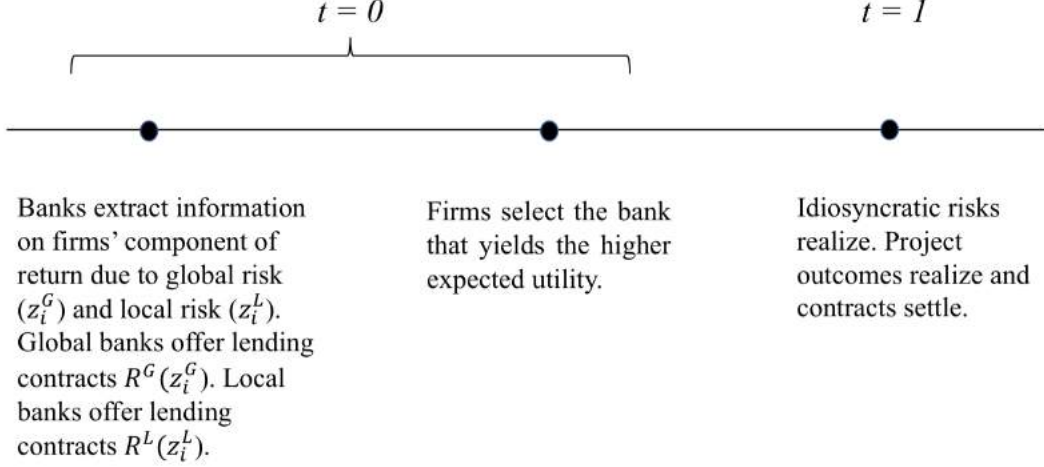 t = 0
t = 1
Banks extract information
on firms’ component of
return due to global risk
(z_i^G) and local risk (z_i^L).
Global banks offer lending
contracts R^G(z_i^G). Local
banks offer lending
contracts R^L(z_i^L).
Firms select the bank
that yields the higher
expected utility.
Idiosyncratic risks
realize. Project
outcomes realize and
contracts settle.